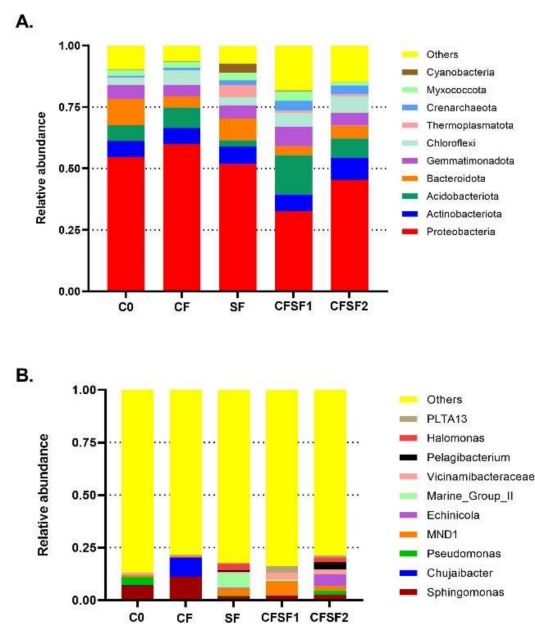 A.
Relative abundance
1.00
0.75
0.50
0.25
0.00
C0 CF SF CFSF1 CFSF2
Others
Cyanobacteria
Myxococcota
Crenarchaeota
Thermoplasmatota
Chloroflexi
Gemmatimonadota
Bacteroidota
Acidobacteriota
Actinobacteriota
Proteobacteria
B.
Relative abundance
1.00
0.75
0.50
0.25
0.00
C0 CF SF CFSF1 CFSF2
Others
PLTA13
Halomonas
Pelagibacterium
Vicinamibacteraceae
Marine_Group_II
Echinicola
MND1
Pseudomonas
Chujaibacter
Sphingomonas